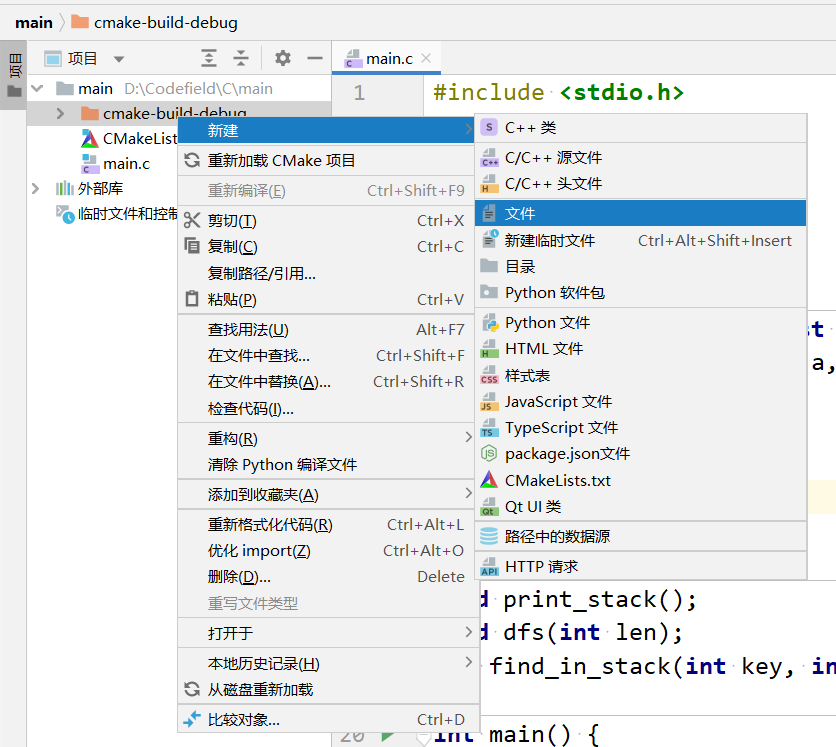 main cmake-build-debug
项目
项目
main.c
main D:\Codefield\C\main
cmake-build-debug
CMakeList
main.c
外部库
临时文件和控制
1
#include <stdio.h>
新建
重新加载 CMake 项目
重新编译(E) Ctrl+Shift+F9
剪切(T) Ctrl+X
复制(C) Ctrl+C
复制路径/引用...
粘贴(P) Ctrl+V
查找用法(U) Alt+F7
在文件中查找... Ctrl+Shift+F
在文件中替换(A)... Ctrl+Shift+R
检查代码(I)...
重构(R)
清除 Python 编译文件
添加到收藏夹(A)
重新格式化代码(R) Ctrl+Alt+L
优化 import(Z) Ctrl+Alt+O
删除(D)... Delete
重写文件类型
打开于
本地历史记录(H)
从磁盘重新加载
比较对象... Ctrl+D
S C++ 类
C++ C/C++ 源文件
H C/C++ 头文件
文件
新建临时文件 Ctrl+Alt+Shift+Insert
目录
Python 软件包
Python 文件
H HTML 文件
CSS 样式表
JS JavaScript 文件
TS TypeScript 文件
JS package.json文件
CMakeLists.txt
Qt Qt UI 类
路径中的数据源
API HTTP 请求
t
a,
d print_stack();
d dfs(int len);
find_in_stack(int key, in
20 int main() {